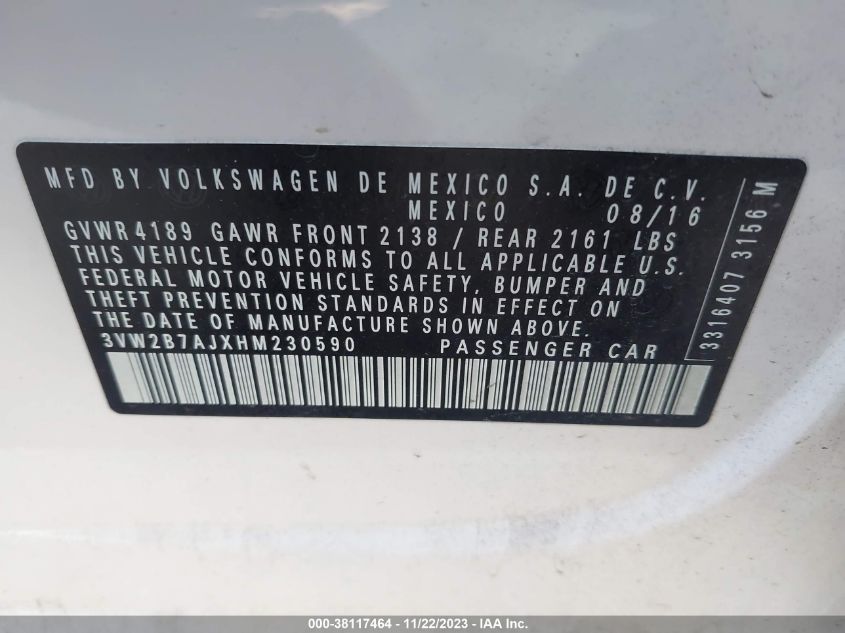 MFD BY VOLKSWAGEN DE MEXICO S.A. DE C.V.
MEXICO 08/16
GVWR4189 GAWR FRONT 2138 / REAR 2161 LBS
THIS VEHICLE CONFORMS TO ALL APPLICABLE U.S.
FEDERAL MOTOR VEHICLE SAFETY, BUMPER AND
THEFT PREVENTION STANDARDS IN EFFECT ON
THE DATE OF MANUFACTURE SHOWN ABOVE.
3VW2B7AJXHM230590 PASSENGER CAR
3316407 3156 M
000-38117464 - 11/22/2023 - IAA Inc.